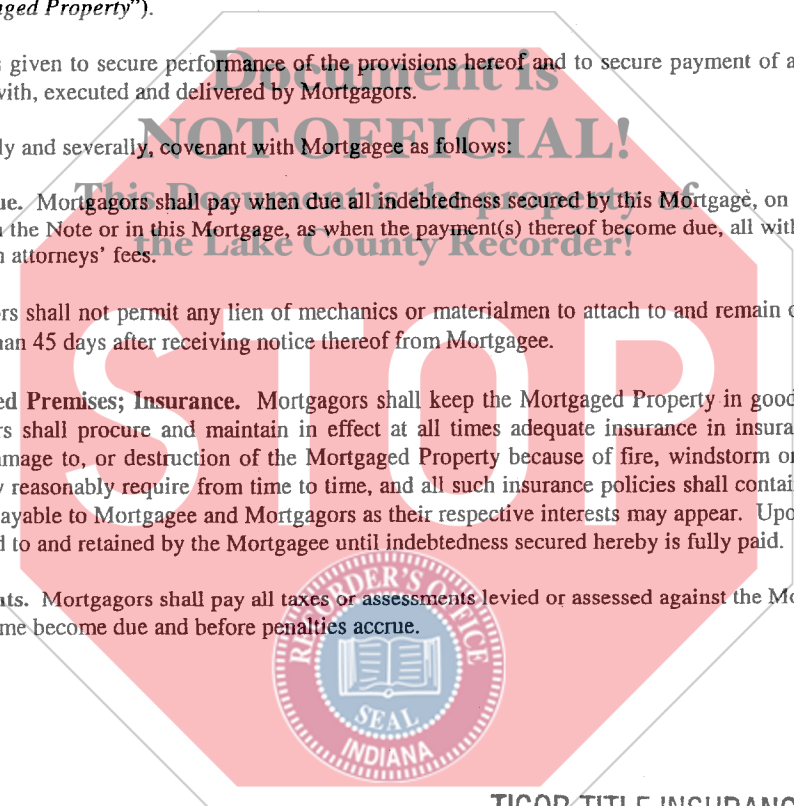 aged Property").
given to secure performance of the provisions hereof and to secure payment of a
with, executed and delivered by Mortgagors.
Document is
NOT OFFICIAL!
This Document is the property of
the Lake County Recorder!
ly and severally, covenant with Mortgagee as follows:
ue. Mortgagors shall pay when due all indebtedness secured by this Mortgage, on
the Note or in this Mortgage, as when the payment(s) thereof become due, all with
attorneys' fees.
rs shall not permit any lien of mechanics or materialmen to attach to and remain
han 45 days after receiving notice thereof from Mortgagee.
STOP
ed Premises; Insurance. Mortgagors shall keep the Mortgaged Property in good
rs shall procure and maintain in effect at all times adequate insurance in insura
mage to, or destruction of the Mortgaged Property because of fire, windstorm or
y reasonably require from time to time, and all such insurance policies shall contai
ayable to Mortgagee and Mortgagors as their respective interests may appear. Upo
d to and retained by the Mortgagee until indebtedness secured hereby is fully paid.
nts. Mortgagors shall pay all taxes or assessments levied or assessed against the Mo
me become due and before penalties accrue.
RECORDER'S OFFICE
SEAL
INDIANA
TICOR TITLE INSURANC